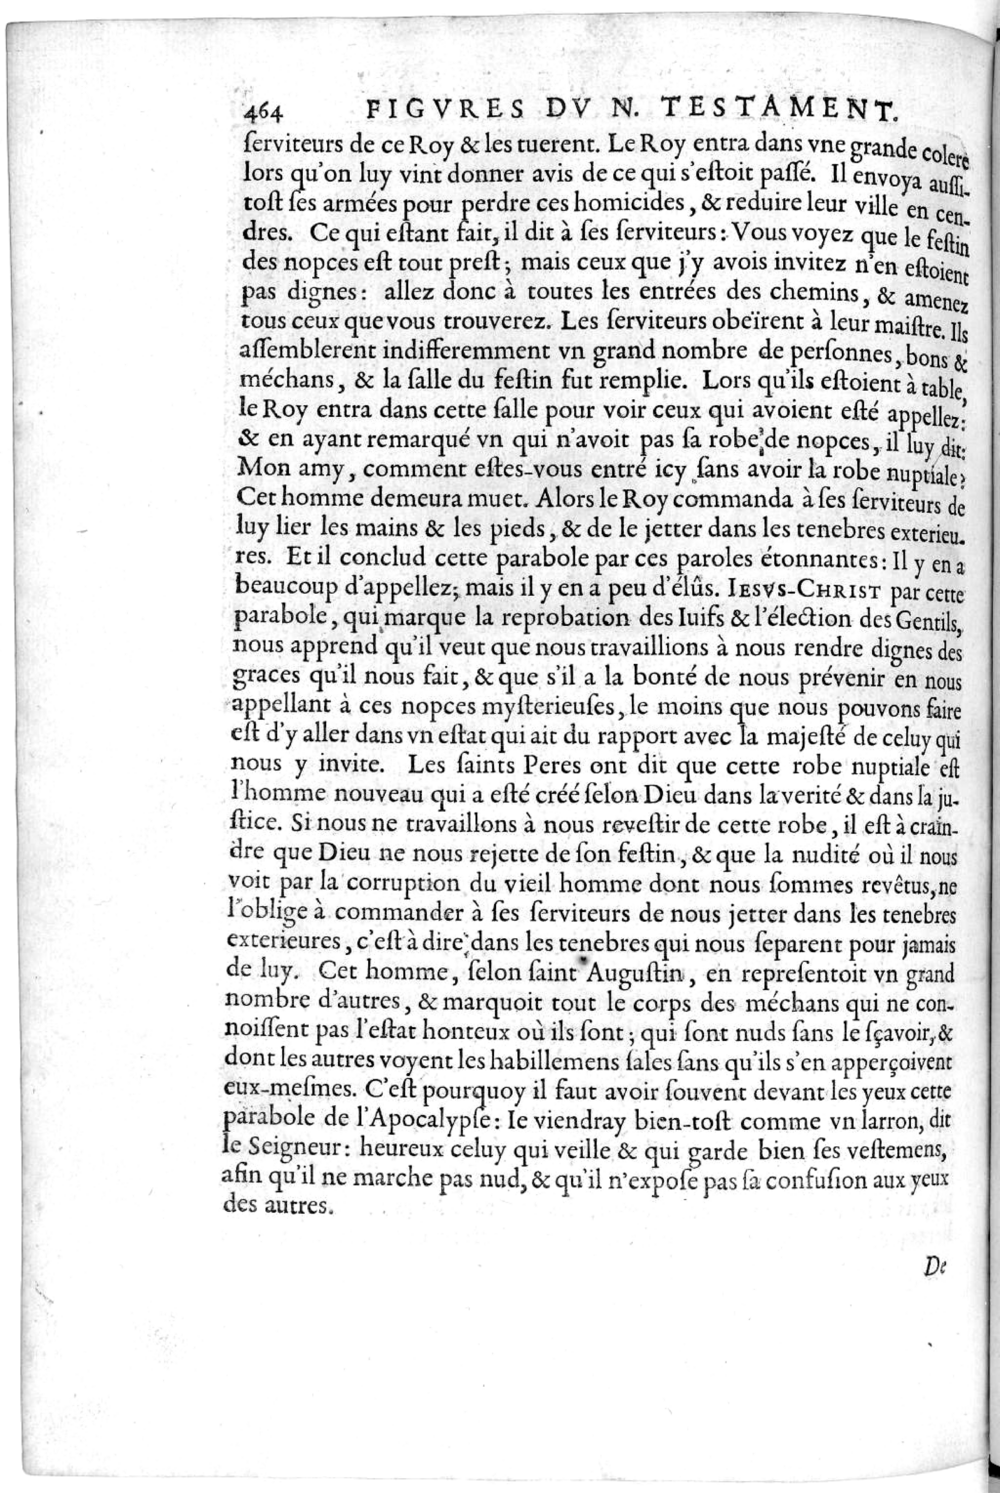 464 FIGVRES DV N. TESTAMENT.
ſerviteurs de ce Roy & les tuerent. Le Roy entra dans vne grande colere
lors qu'on luy vint donner avis de ce qui s'eſtoit paſſé. Il envoya auſſi-
toſt ſes armées pour perdre ces homicides, & reduire leur ville en cen-
dres. Ce qui eſtant fait, il dit à ſes ſerviteurs: Vous voyez que le feſtin
des nopces eſt tout preſt; mais ceux que j'y avois invitez n'en eſtoient
pas dignes: allez donc à toutes les entrées des chemins, & amenez
tous ceux que vous trouverez. Les ſerviteurs obeïrent à leur maiſtre. Ils
aſſemblerent indifferemment vn grand nombre de perſonnes, bons &
méchans, & la ſalle du feſtin fut remplie. Lors qu'ils eſtoient à table,
le Roy entra dans cette ſalle pour voir ceux qui avoient eſté appellez:
& en ayant remarqué vn qui n'avoit pas ſa robe de nopces, il luy dit:
Mon amy, comment eſtes-vous entré icy ſans avoir la robe nuptiale?
Cet homme demeura muet. Alors le Roy commanda à ſes ſerviteurs de
luy lier les mains & les pieds, & de le jetter dans les tenebres exterieu-
res. Et il conclud cette parabole par ces paroles étonnantes: Il y en a
beaucoup d'appellez; mais il y en a peu d'élûs. IESVS-CHRIST par cette
parabole, qui marque la reprobation des Iuifs & l'élection des Gentils,
nous apprend qu'il veut que nous travaillions à nous rendre dignes des
graces qu'il nous fait, & que s'il a la bonté de nous prévenir en nous
appellant à ces nopces myſterieuſes, le moins que nous pouvons faire
eſt d'y aller dans vn eſtat qui ait du rapport avec la majeſté de celuy qui
nous y invite. Les ſaints Peres ont dit que cette robe nuptiale eſt
l'homme nouveau qui a eſté créé ſelon Dieu dans la verité & dans la ju-
ſtice. Si nous ne travaillons à nous reveſtir de cette robe, il eſt à crain-
dre que Dieu ne nous rejette de ſon feſtin, & que la nudité où il nous
voit par la corruption du vieil homme dont nous ſommes revêtus, ne
l'oblige à commander à ſes ſerviteurs de nous jetter dans les tenebres
exterieures, c'eſt à dire dans les tenebres qui nous ſeparent pour jamais
de luy. Cet homme, ſelon ſaint Auguſtin, en repreſentoit vn grand
nombre d'autres, & marquoit tout le corps des méchans qui ne con-
noiſſent pas l'eſtat honteux où ils ſont; qui ſont nuds ſans le ſçavoir, &
dont les autres voyent les habillemens ſales ſans qu'ils s'en apperçoivent
eux-meſmes. C'eſt pourquoy il faut avoir ſouvent devant les yeux cette
parabole de l'Apocalypſe: Ie viendray bien-toſt comme vn larron, dit
le Seigneur: heureux celuy qui veille & qui garde bien ſes veſtemens,
afin qu'il ne marche pas nud, & qu'il n'expoſe pas ſa confuſion aux yeux
des autres.
De